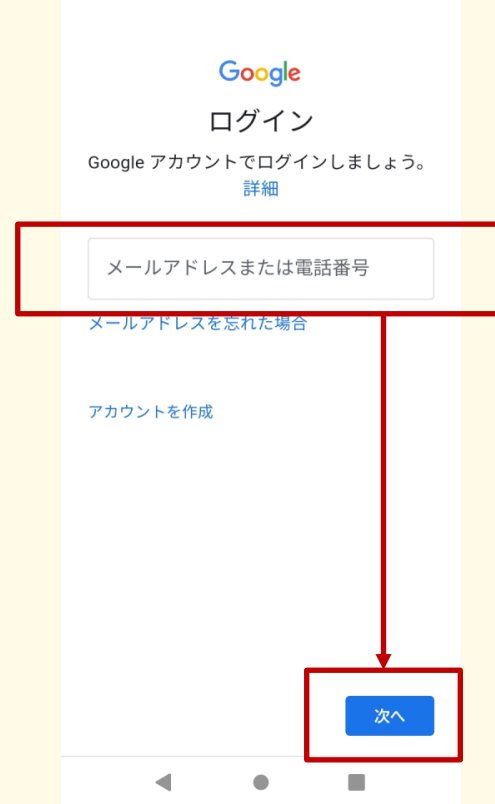 Google
ログイン
Google アカウントでログインしましょう。
詳細
メールアドレスまたは電話番号
メールアドレスを忘れた場合
アカウントを作成
次へ